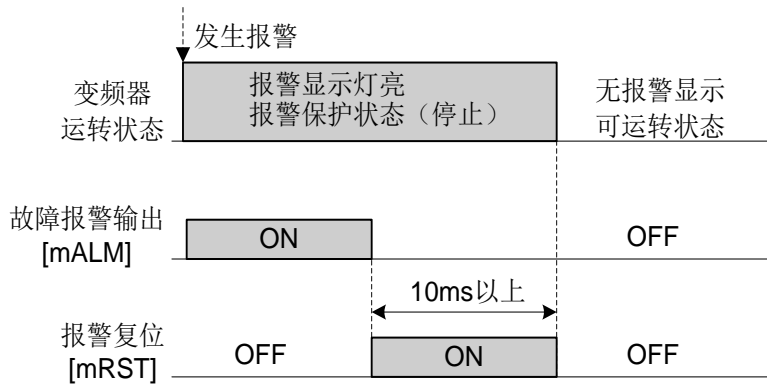 发生报警
变频器
运转状态
报警显示灯亮
报警保护状态（停止）
无报警显示
可运转状态
故障报警输出
[mALM]
ON
OFF
10ms以上
报警复位
[mRST]
OFF
ON
OFF